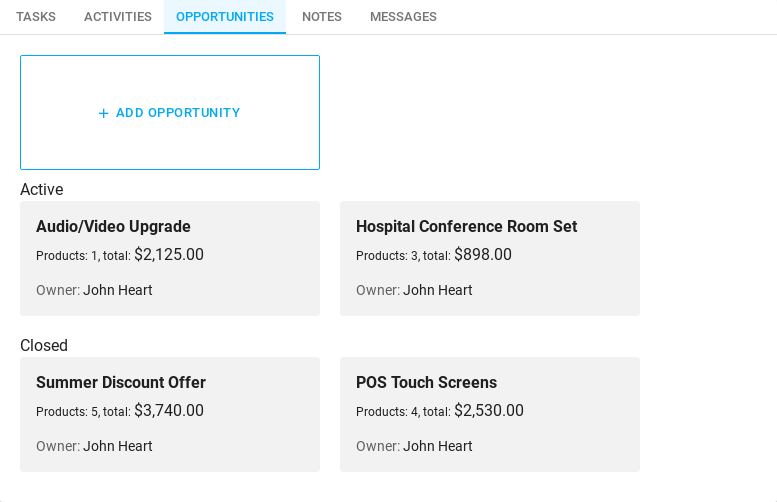 TASKS ACTIVITIES OPPORTUNITIES NOTES MESSAGES
+ ADD OPPORTUNITY
Active
Audio/Video Upgrade
Products: 1, total: $2,125.00
Owner: John Heart
Hospital Conference Room Set
Products: 3, total: $898.00
Owner: John Heart
Closed
Summer Discount Offer
Products: 5, total: $3,740.00
Owner: John Heart
POS Touch Screens
Products: 4, total: $2,530.00
Owner: John Heart